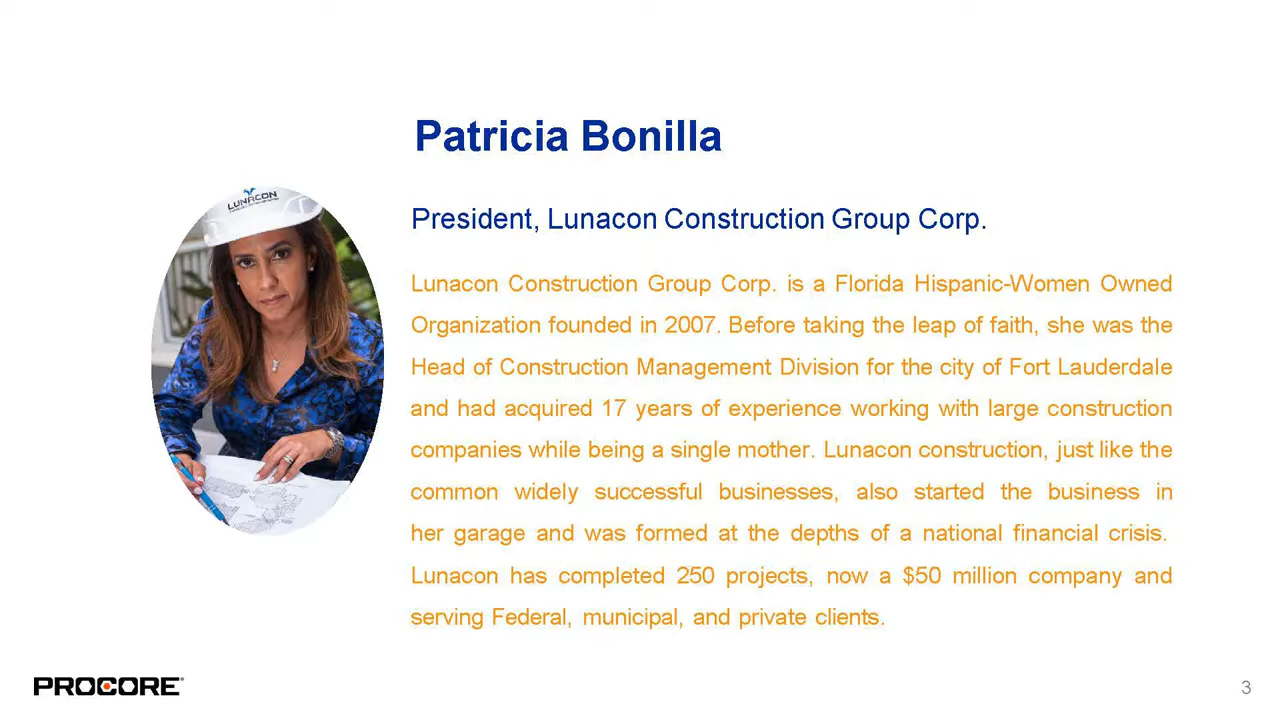 Patricia Bonilla
LUNACON
President, Lunacon Construction Group Corp.
Lunacon Construction Group Corp. is a Florida Hispanic-Women Owned
Organization founded in 2007. Before taking the leap of faith, she was the
Head of Construction Management Division for the city of Fort Lauderdale
and had acquired 17 years of experience working with large construction
companies while being a single mother. Lunacon construction, just like the
common widely successful businesses, also started the business in
her garage and was formed at the depths of a national financial crisis.
Lunacon has completed 250 projects, now a $50 million company and
serving Federal, municipal, and private clients.
PROCORE
3